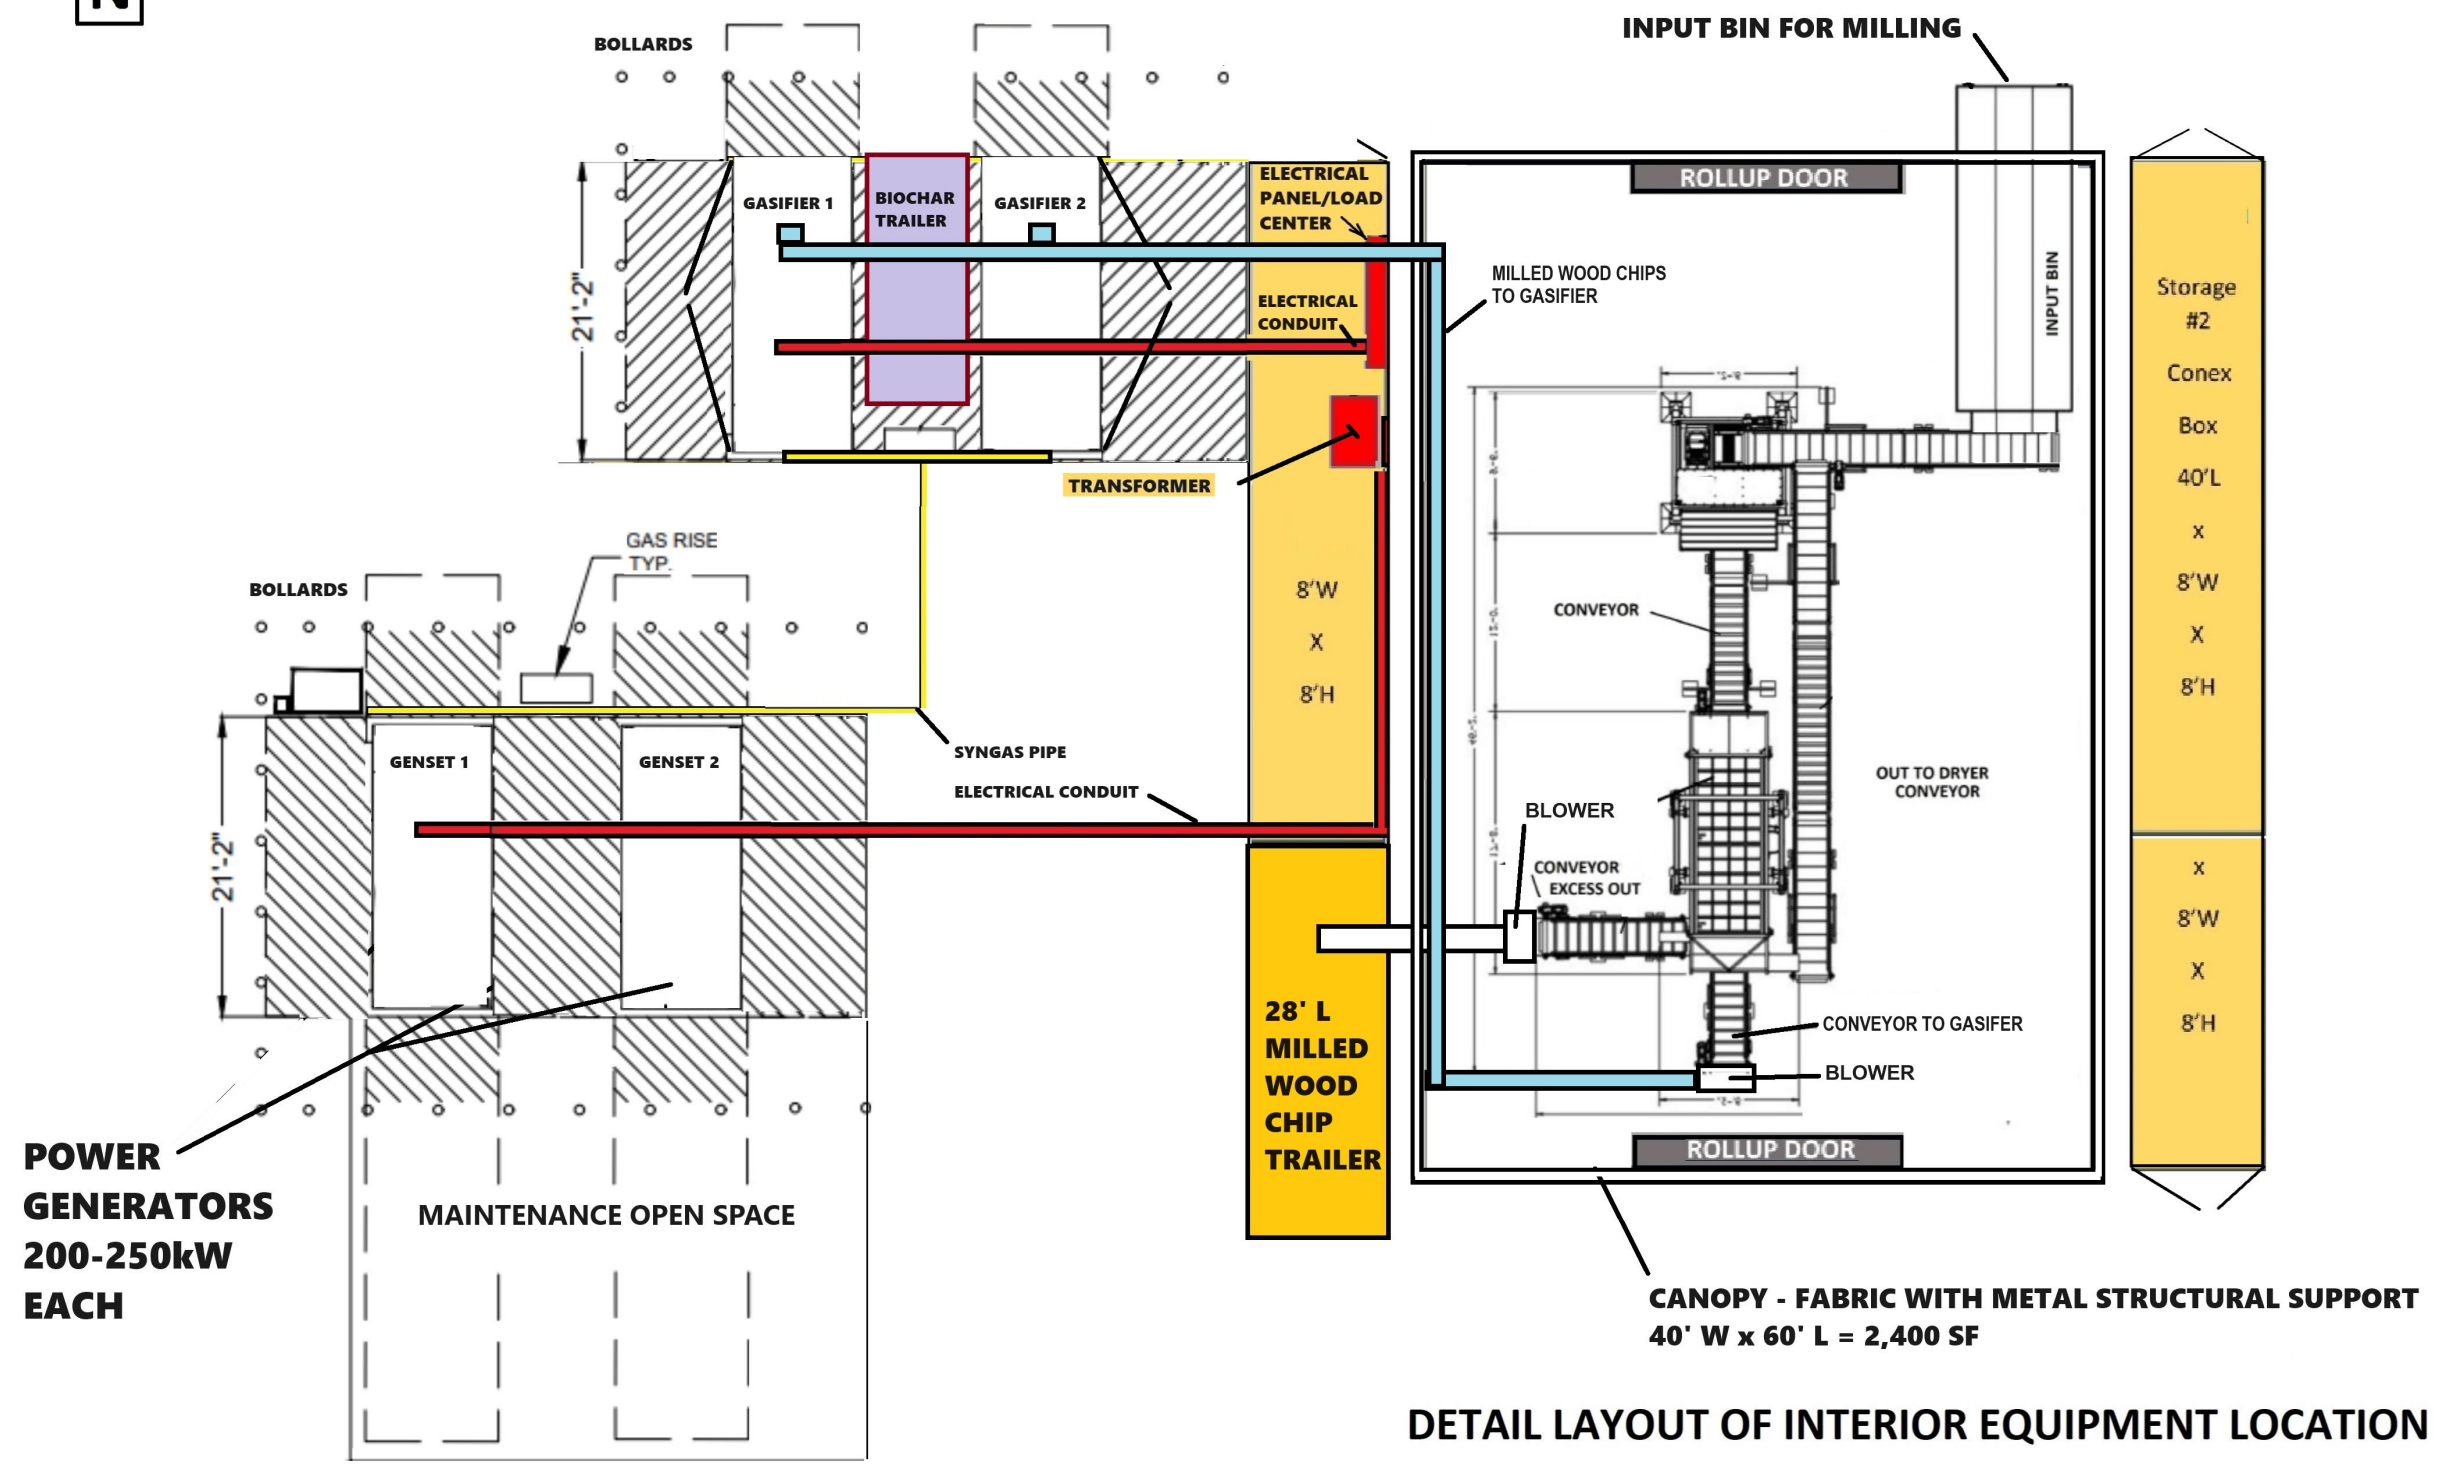 N
BOLLARDS
INPUT BIN FOR MILLING
GASIFIER 1
BIOCHAR
TRAILER
GASIFIER 2
ELECTRICAL
PANEL/LOAD
CENTER
ROLLUP DOOR
21'-2"
MILLED WOOD CHIPS
TO GASIFIER
ELECTRICAL
CONDUIT
INPUT BIN
Storage
#2
Conex
Box
40'L
x
8'W
X
8'H
TRANSFORMER
GAS RISE
TYP.
BOLLARDS
8'W
X
8'H
CONVEYOR
GENSET 1
GENSET 2
SYNGAS PIPE
ELECTRICAL CONDUIT
OUT TO DRYER
CONVEYOR
BLOWER
21'-2"
CONVEYOR
EXCESS OUT
x
8'W
X
8'H
28' L
MILLED
WOOD
CHIP
TRAILER
CONVEYOR TO GASIFER
BLOWER
ROLLUP DOOR
POWER
GENERATORS
200-250kW
EACH
MAINTENANCE OPEN SPACE
CANOPY - FABRIC WITH METAL STRUCTURAL SUPPORT
40' W x 60' L = 2,400 SF
DETAIL LAYOUT OF INTERIOR EQUIPMENT LOCATION